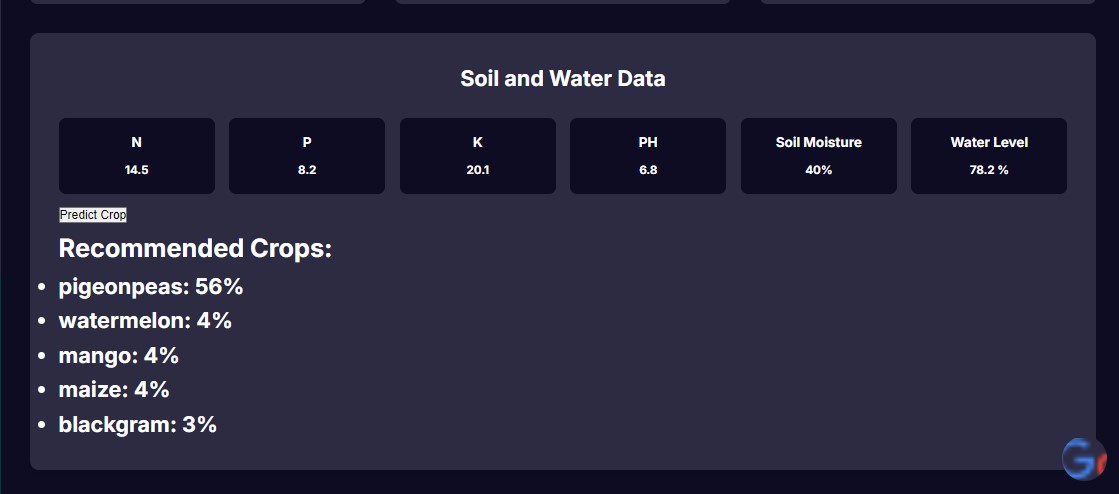 Soil and Water Data
N P K PH Soil Moisture Water Level
14.5 8.2 20.1 6.8 40% 78.2 %
Predict Crop
Recommended Crops:
• pigeonpeas: 56%
• watermelon: 4%
• mango: 4%
• maize: 4%
• blackgram: 3%
G